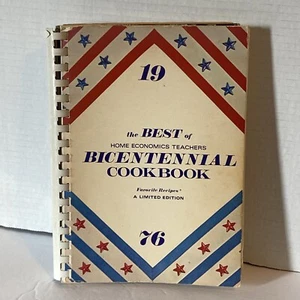 19
the BEST of
HOME ECONOMICS TEACHERS
BICENTENNIAL
COOKBOOK
Favorite Recipes®
A LIMITED EDITION
76